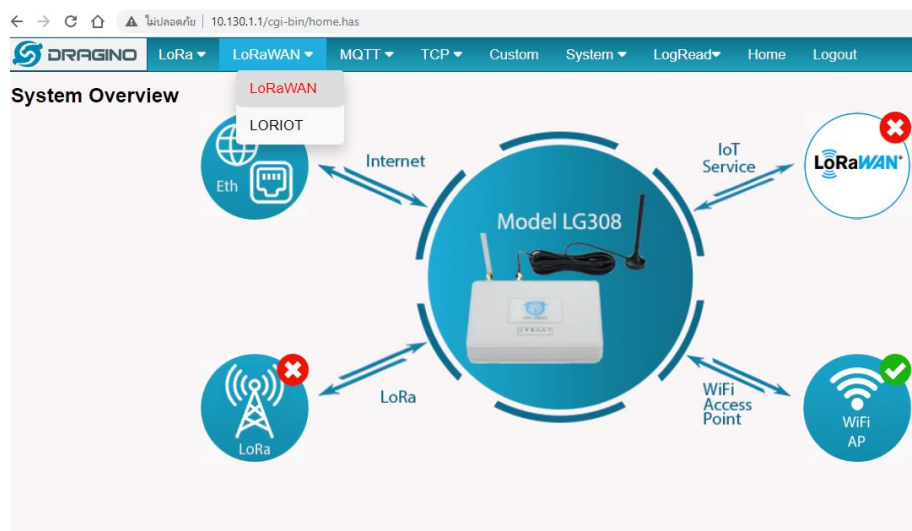 ไม่ปลอดภัย | 10.130.1.1/cgi-bin/home.has
DRAGINO LoRa LoRaWAN MQTT TCP Custom System LogRead Home Logout
System Overview
LoRaWAN
LORIOT
Eth
Internet
IoT
Service
LoRaWAN
Model LG308
LoRa
LoRa
WiFi
Access
Point
WiFi
AP